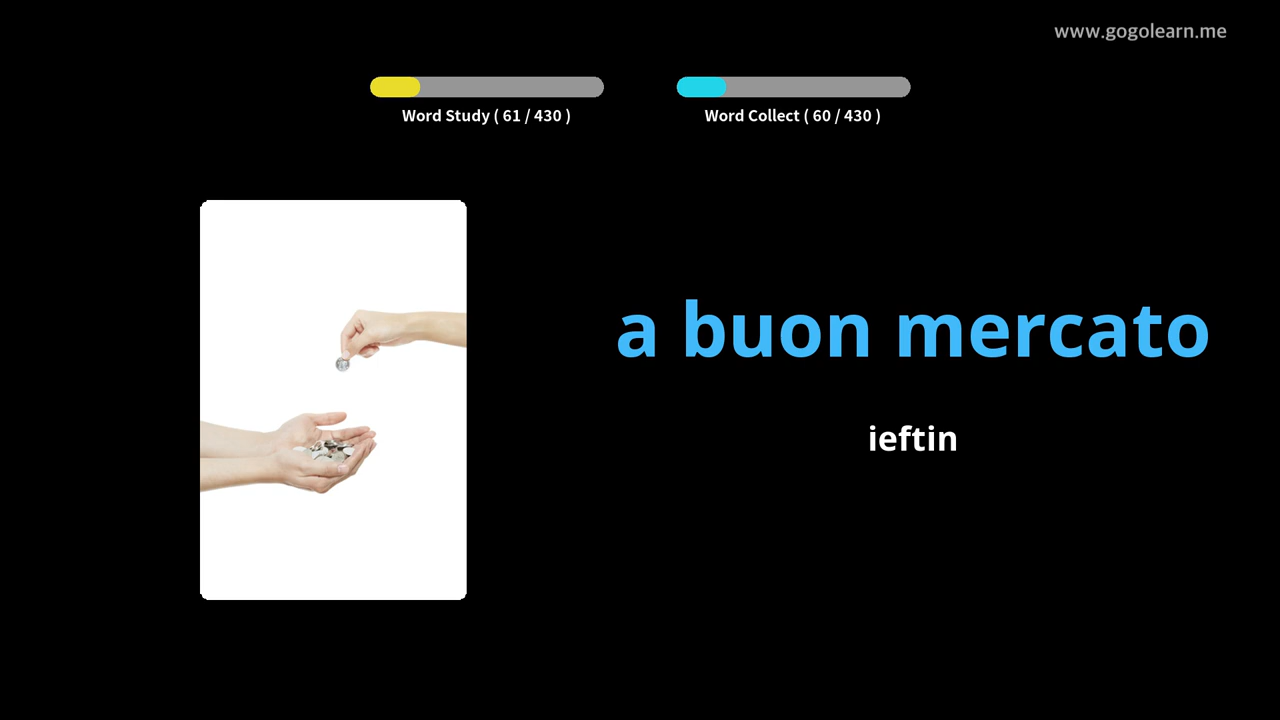 www.gogolearn.me
Word Study ( 61 / 430 )
Word Collect ( 60 / 430 )
a buon mercato
ieftin